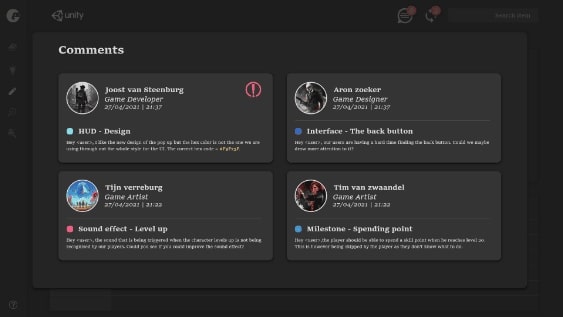 unity
Search item
Comments
Joost van Steenburg
Game Developer
27/04/2021 | 21:37
HUD - Design
Hey <user>, I like the new design of the pop up but the hex color is not the one we are
using through out the whole style for the UI. The correct hex code =
Aron zoeker
Game Designer
27/04/2021 | 21:37
Interface - The back button
Hey <user>, our users are having a hard time finding the back button. Could we maybe
draw more attention to it?
Tijn verreburg
Game Artist
27/04/2021 | 21:22
Sound effect - Level up
Hey <user>, the sound that is being triggered when the character levels up is not being
recognised by our players. Could you see if you could improve the sound effect?
Tim van zwaandel
Game Artist
27/04/2021 | 21:22
Milestone - Spending point
Hey <user>, the player should be able to spend a skill point when he reaches level 20.
This is however being skipped by the player as they don't know what to do.